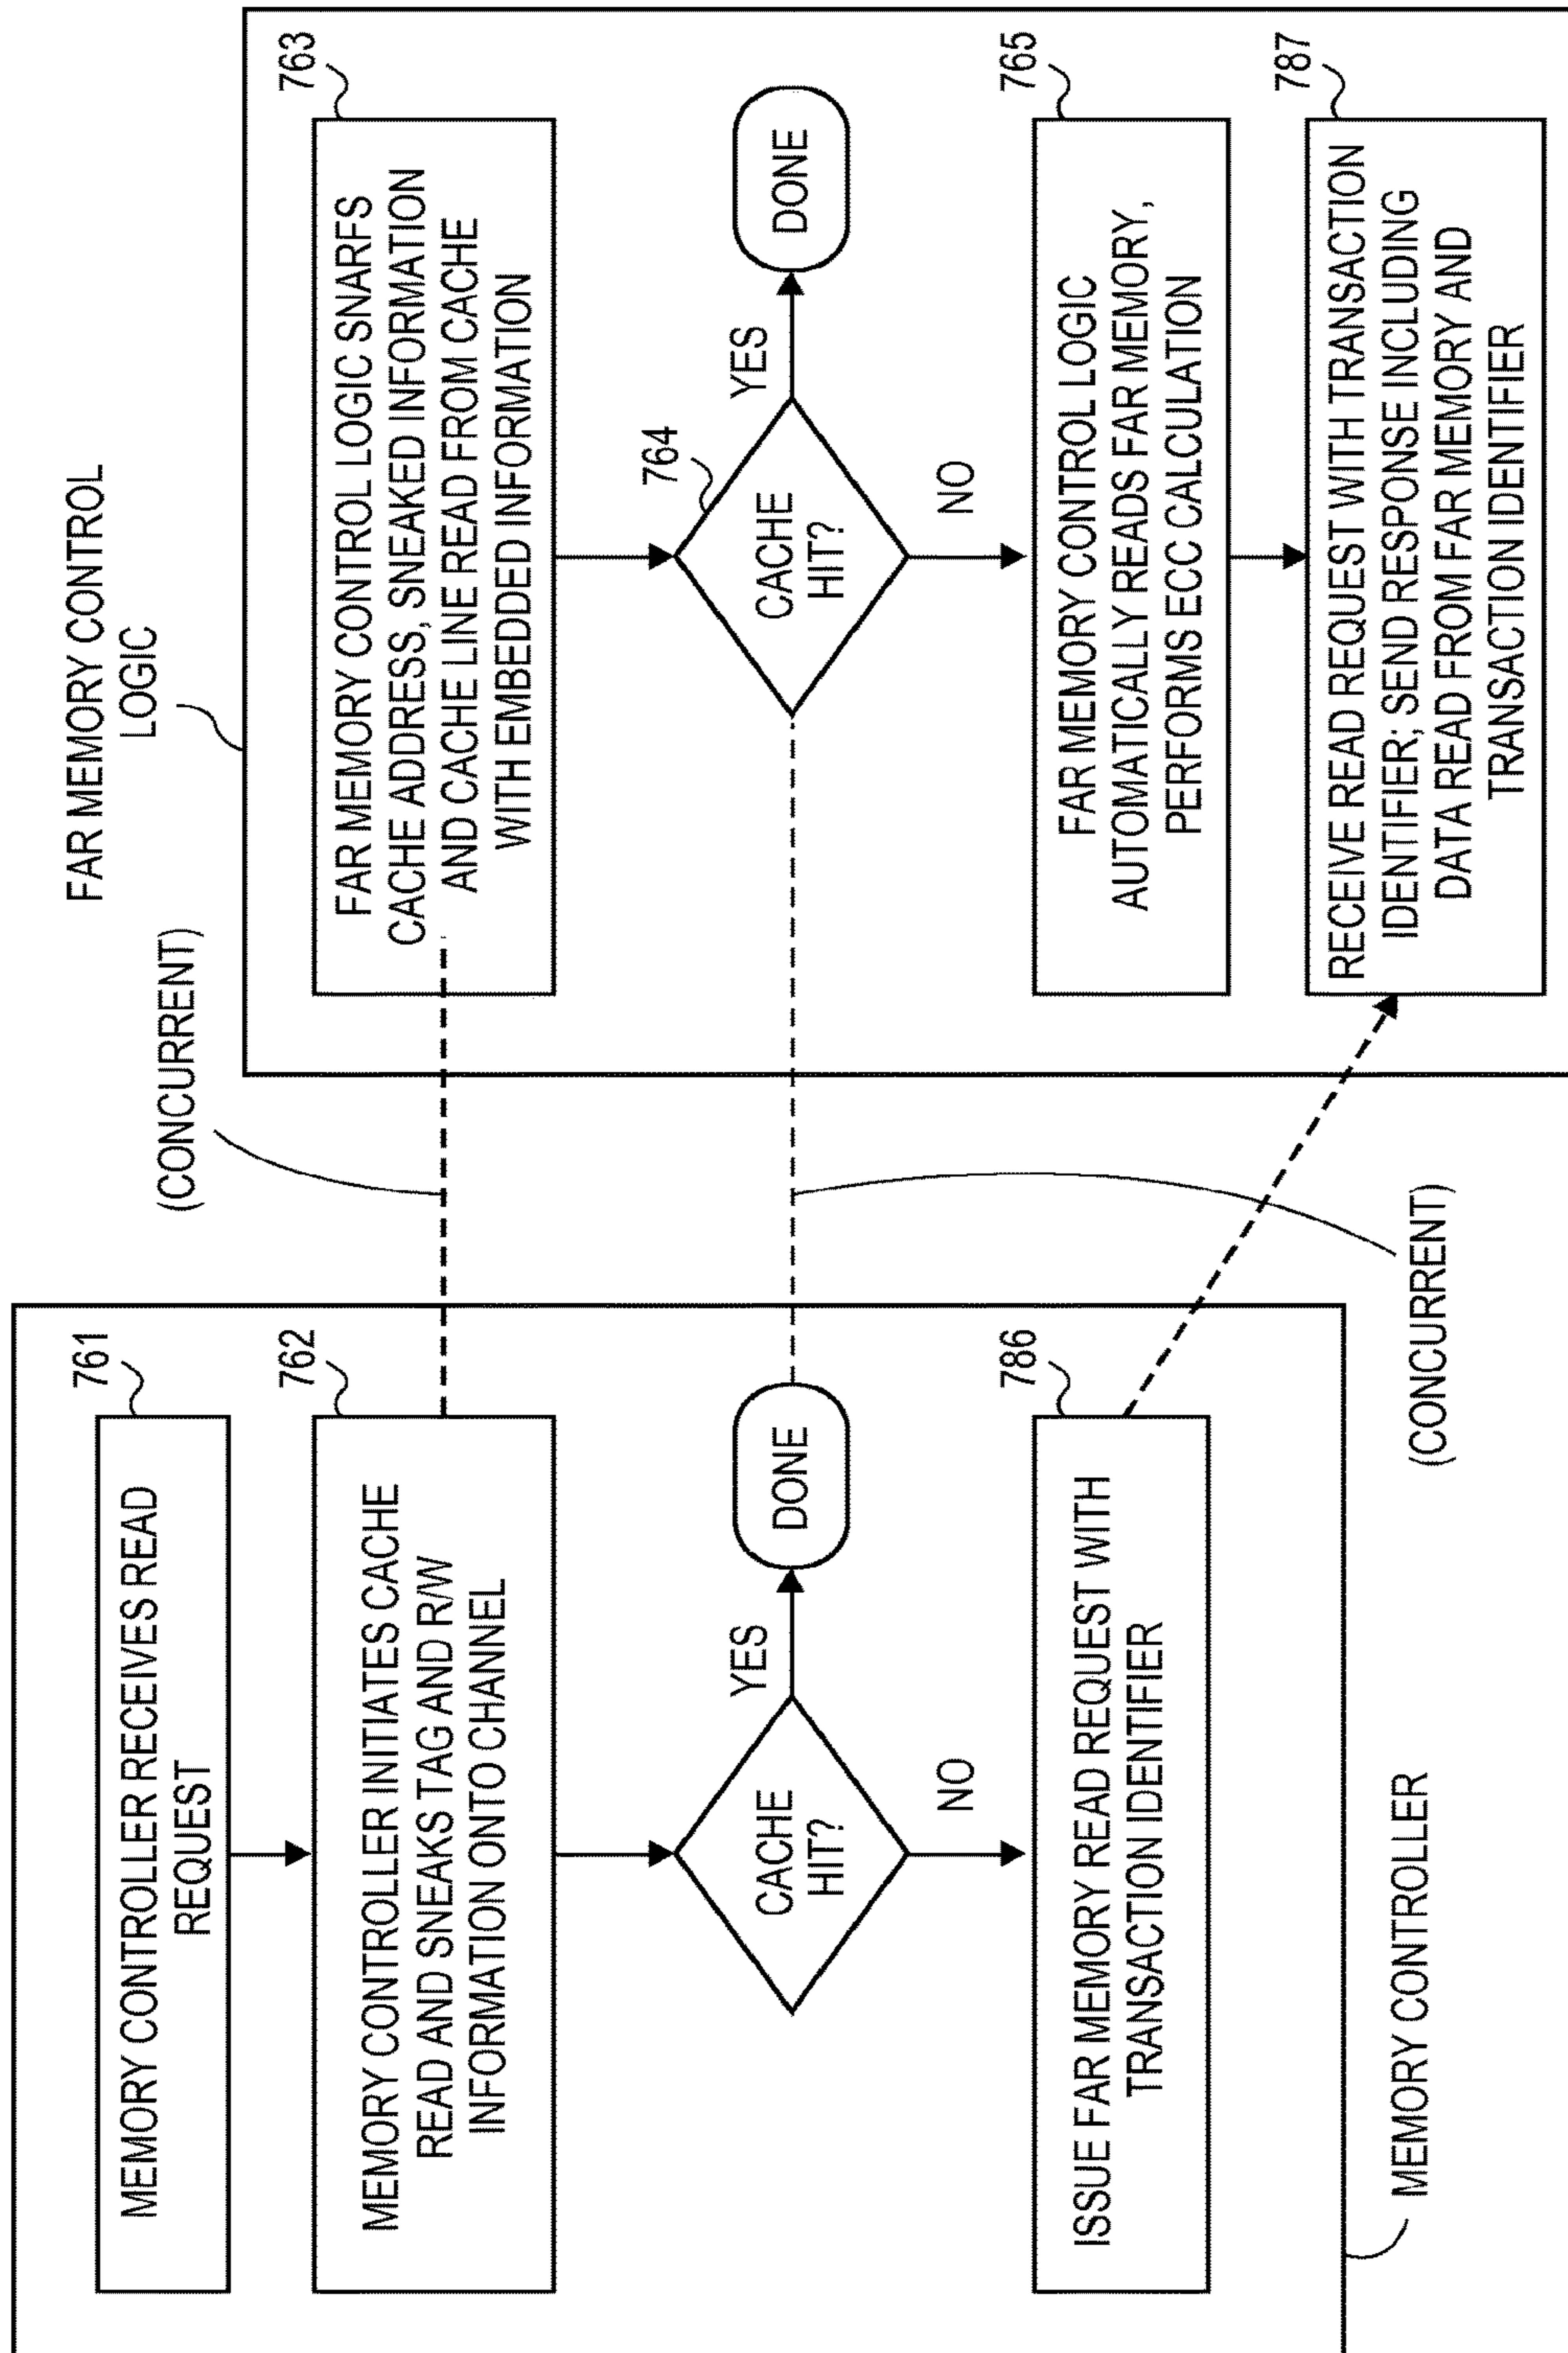 761
MEMORY CONTROLLER RECEIVES READ
REQUEST
762
MEMORY CONTROLLER INITIATES CACHE
READ AND SNEAKS TAG AND R/W
INFORMATION ONTO CHANNEL
CACHE
HIT?
YES
DONE
NO
786
ISSUE FAR MEMORY READ REQUEST WITH
TRANSACTION IDENTIFIER
MEMORY CONTROLLER
(CONCURRENT)
(CONCURRENT)
FAR MEMORY CONTROL
LOGIC
763
FAR MEMORY CONTROL LOGIC SNARFS
CACHE ADDRESS, SNEAKED INFORMATION
AND CACHE LINE READ FROM CACHE
WITH EMBEDDED INFORMATION
764
CACHE
HIT?
YES
DONE
NO
765
FAR MEMORY CONTROL LOGIC
AUTOMATICALLY READS FAR MEMORY,
PERFORMS ECC CALCULATION
787
RECEIVE READ REQUEST WITH TRANSACTION
IDENTIFIER; SEND RESPONSE INCLUDING
DATA READ FROM FAR MEMORY AND
TRANSACTION IDENTIFIER